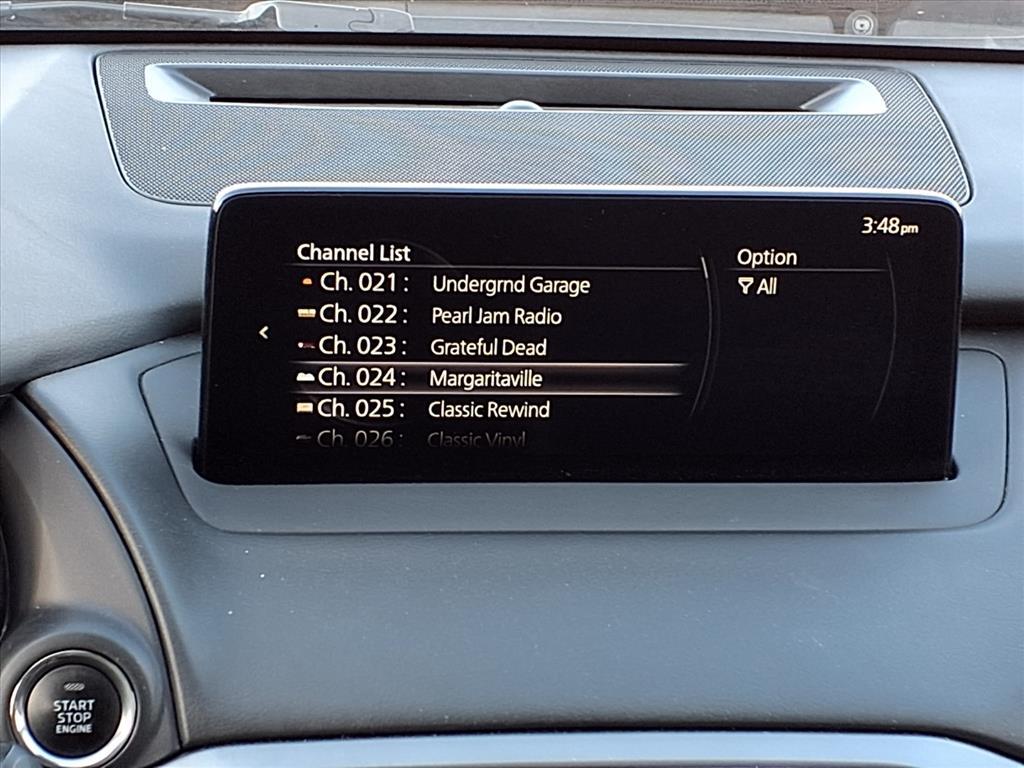 3:48pm
Channel List
Option
Ch. 021 : Undergrnd Garage
All
Ch. 022 : Pearl Jam Radio
Ch. 023 : Grateful Dead
Ch. 024 : Margaritaville
Ch. 025 : Classic Rewind
Ch. 026 : Classic Vinyl
START
STOP
ENGINE